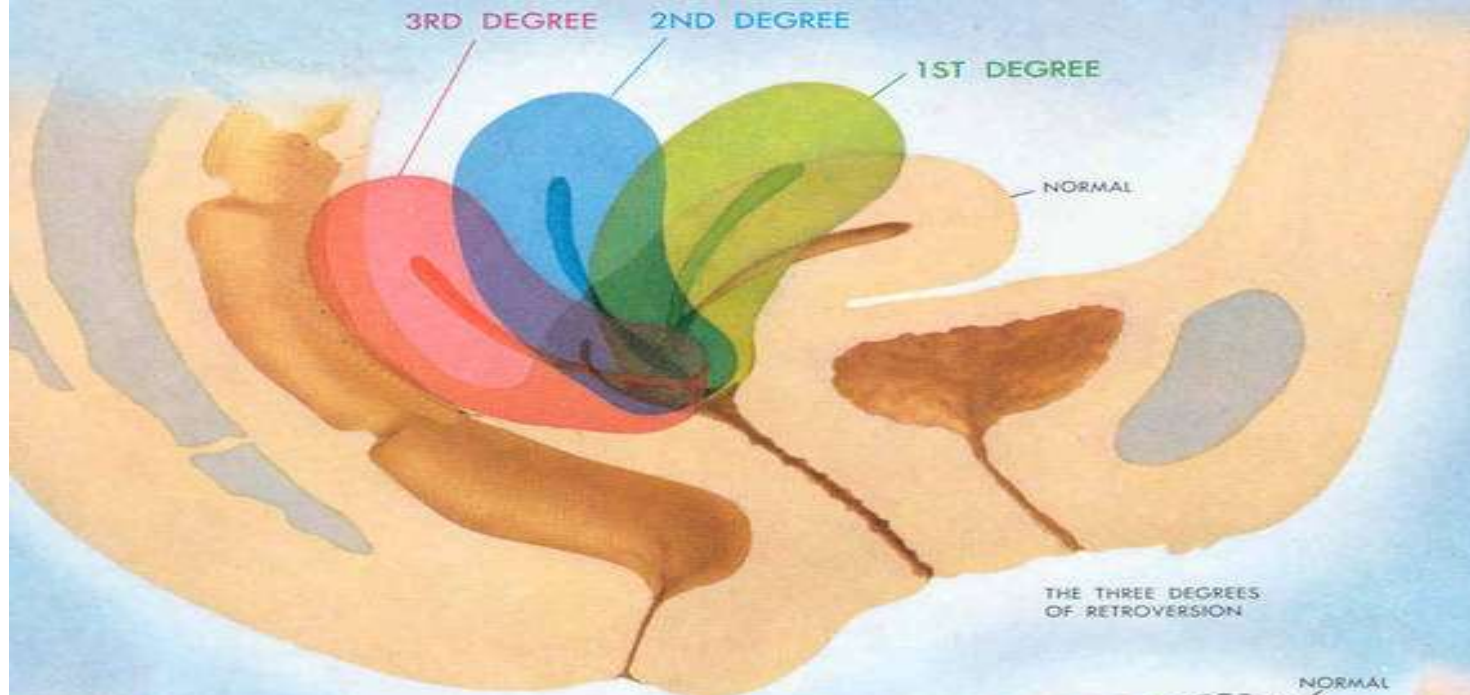 3RD DEGREE
2ND DEGREE
1ST DEGREE
NORMAL
THE THREE DEGREES
OF RETROVERSION
NORMAL